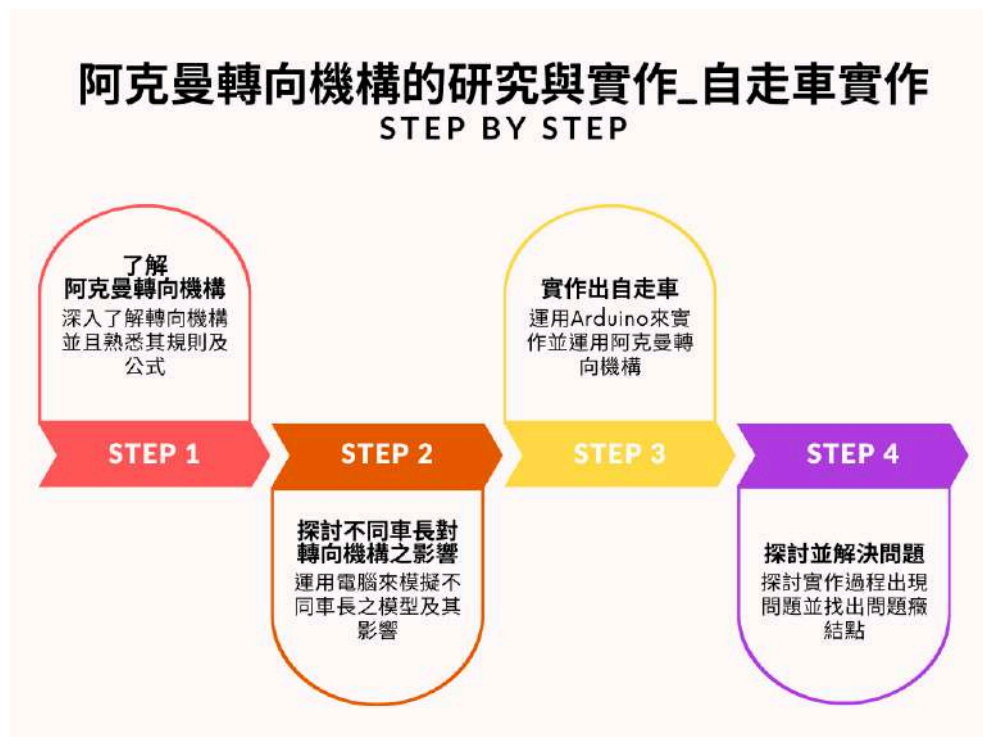 阿克曼轉向機構的研究與實作_自走車實作
STEP BY STEP
了解
阿克曼轉向機構
深入了解轉向機構
並且熟悉其規則及
公式
STEP 1
STEP 2
探討不同車長對
轉向機構之影響
運用電腦來模擬不
同車長之模型及其
影響
實作出自走車
運用Arduino來實
作並運用阿克曼轉
向機構
STEP 3
STEP 4
探討並解決問題
探討實作過程出現
問題並找出問題癥
結點